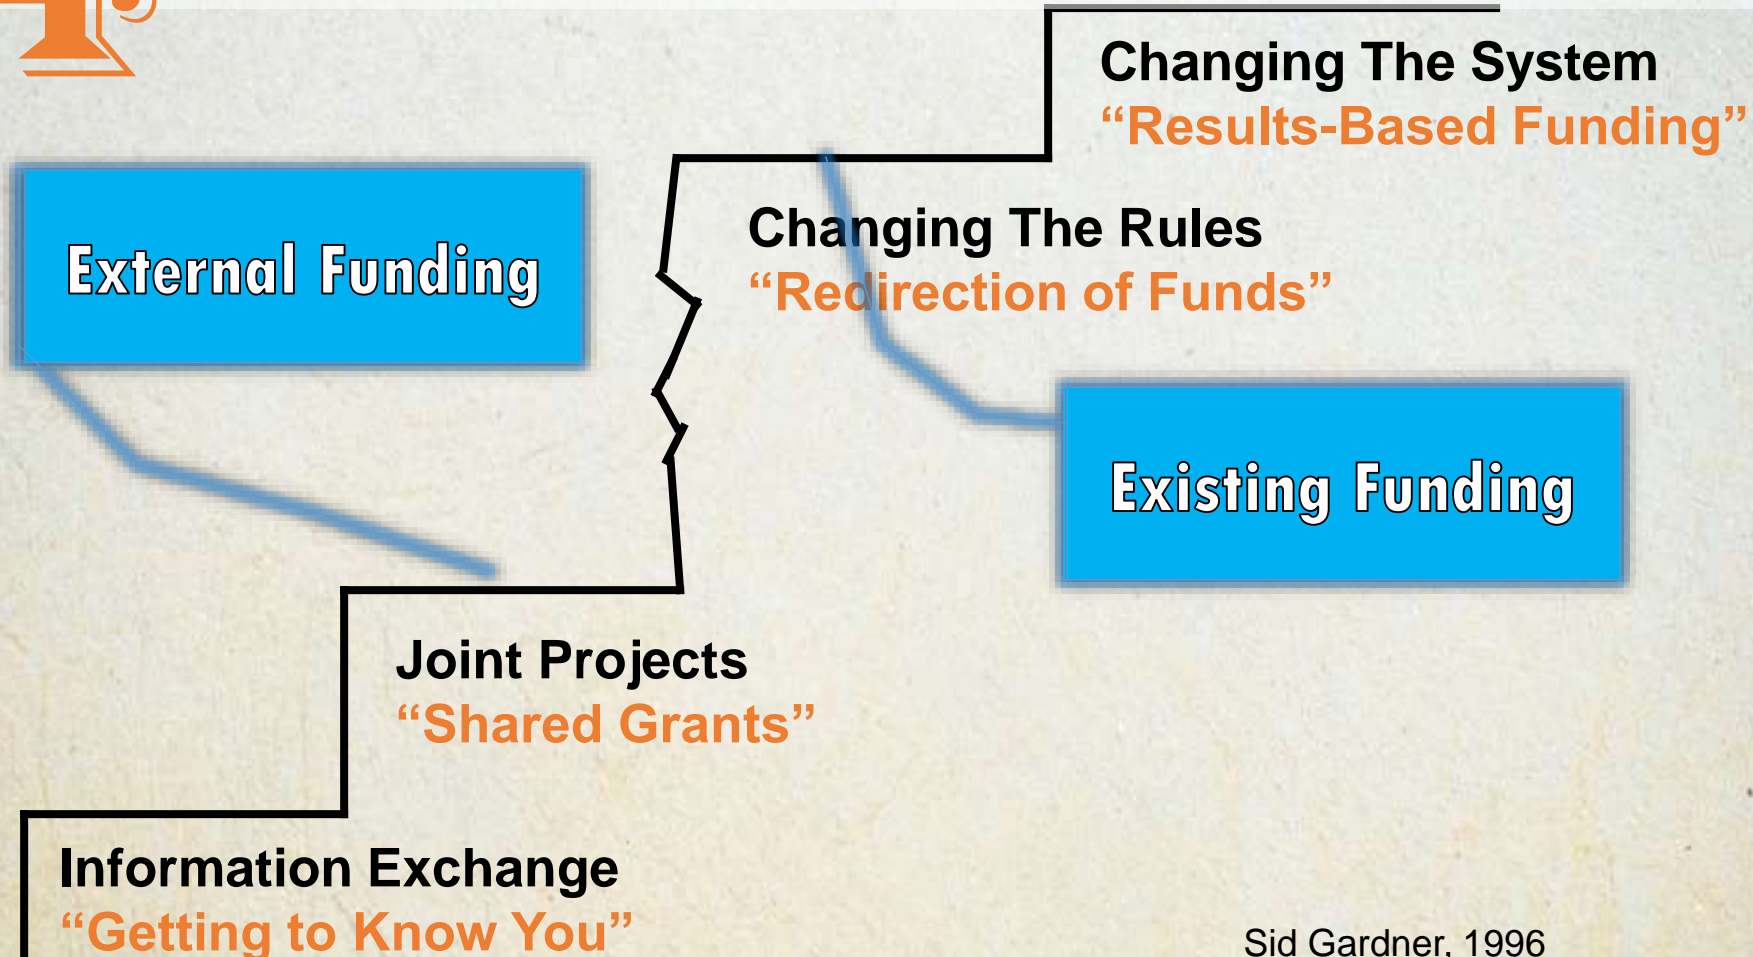 Changing The System
“Results-Based Funding”
External Funding
Changing The Rules
“Redirection of Funds”
Existing Funding
Joint Projects
“Shared Grants”
Information Exchange
“Getting to Know You”
Sid Gardner, 1996